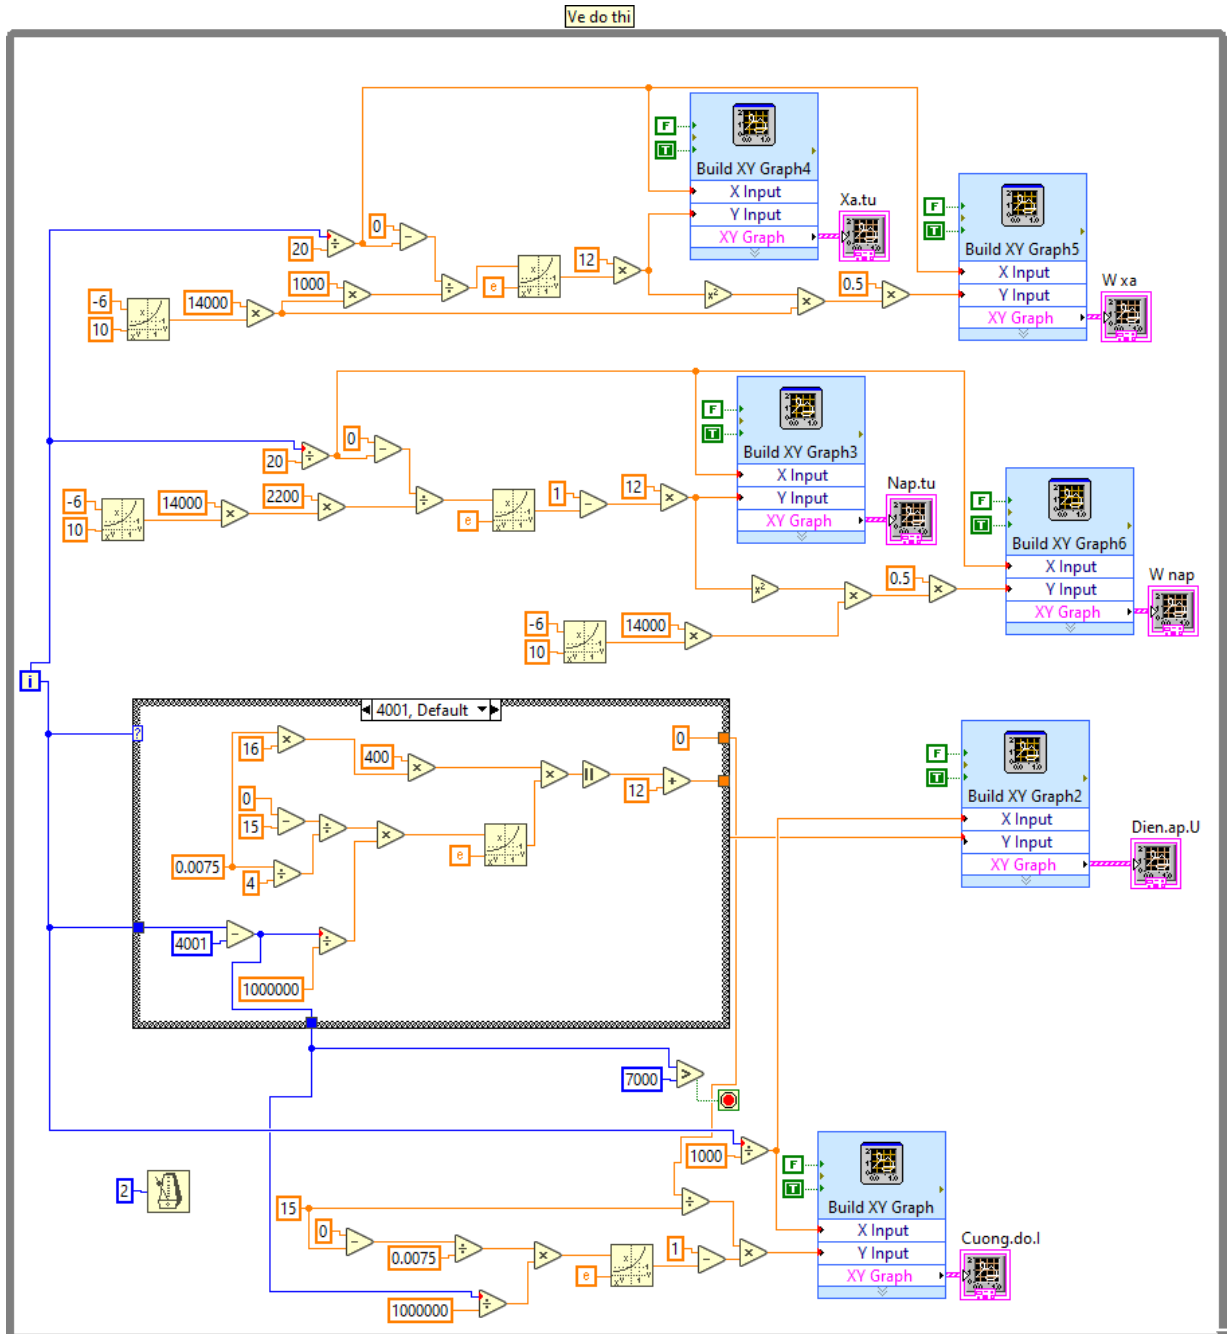 Ve do thi
F
T
Build XY Graph4
X Input
Y Input
XY Graph
Xa.tu
F
T
Build XY Graph5
X Input
Y Input
XY Graph
W xa
0
20
1000
-6
10
14000
e
12
x²
0.5
F
T
Build XY Graph3
X Input
Y Input
XY Graph
Nap.tu
0
20
-6
10
14000
2200
e
1
12
F
T
Build XY Graph6
X Input
Y Input
XY Graph
W nap
x²
0.5
-6
10
14000
i
4001, Default
?
16
400
0
12
0
15
0.0075
4
e
4001
1000000
F
T
Build XY Graph2
X Input
Y Input
XY Graph
Dien.ap.U
7000
1000
2
15
0
0.0075
1000000
e
1
F
T
Build XY Graph
X Input
Y Input
XY Graph
Cuong.do.I